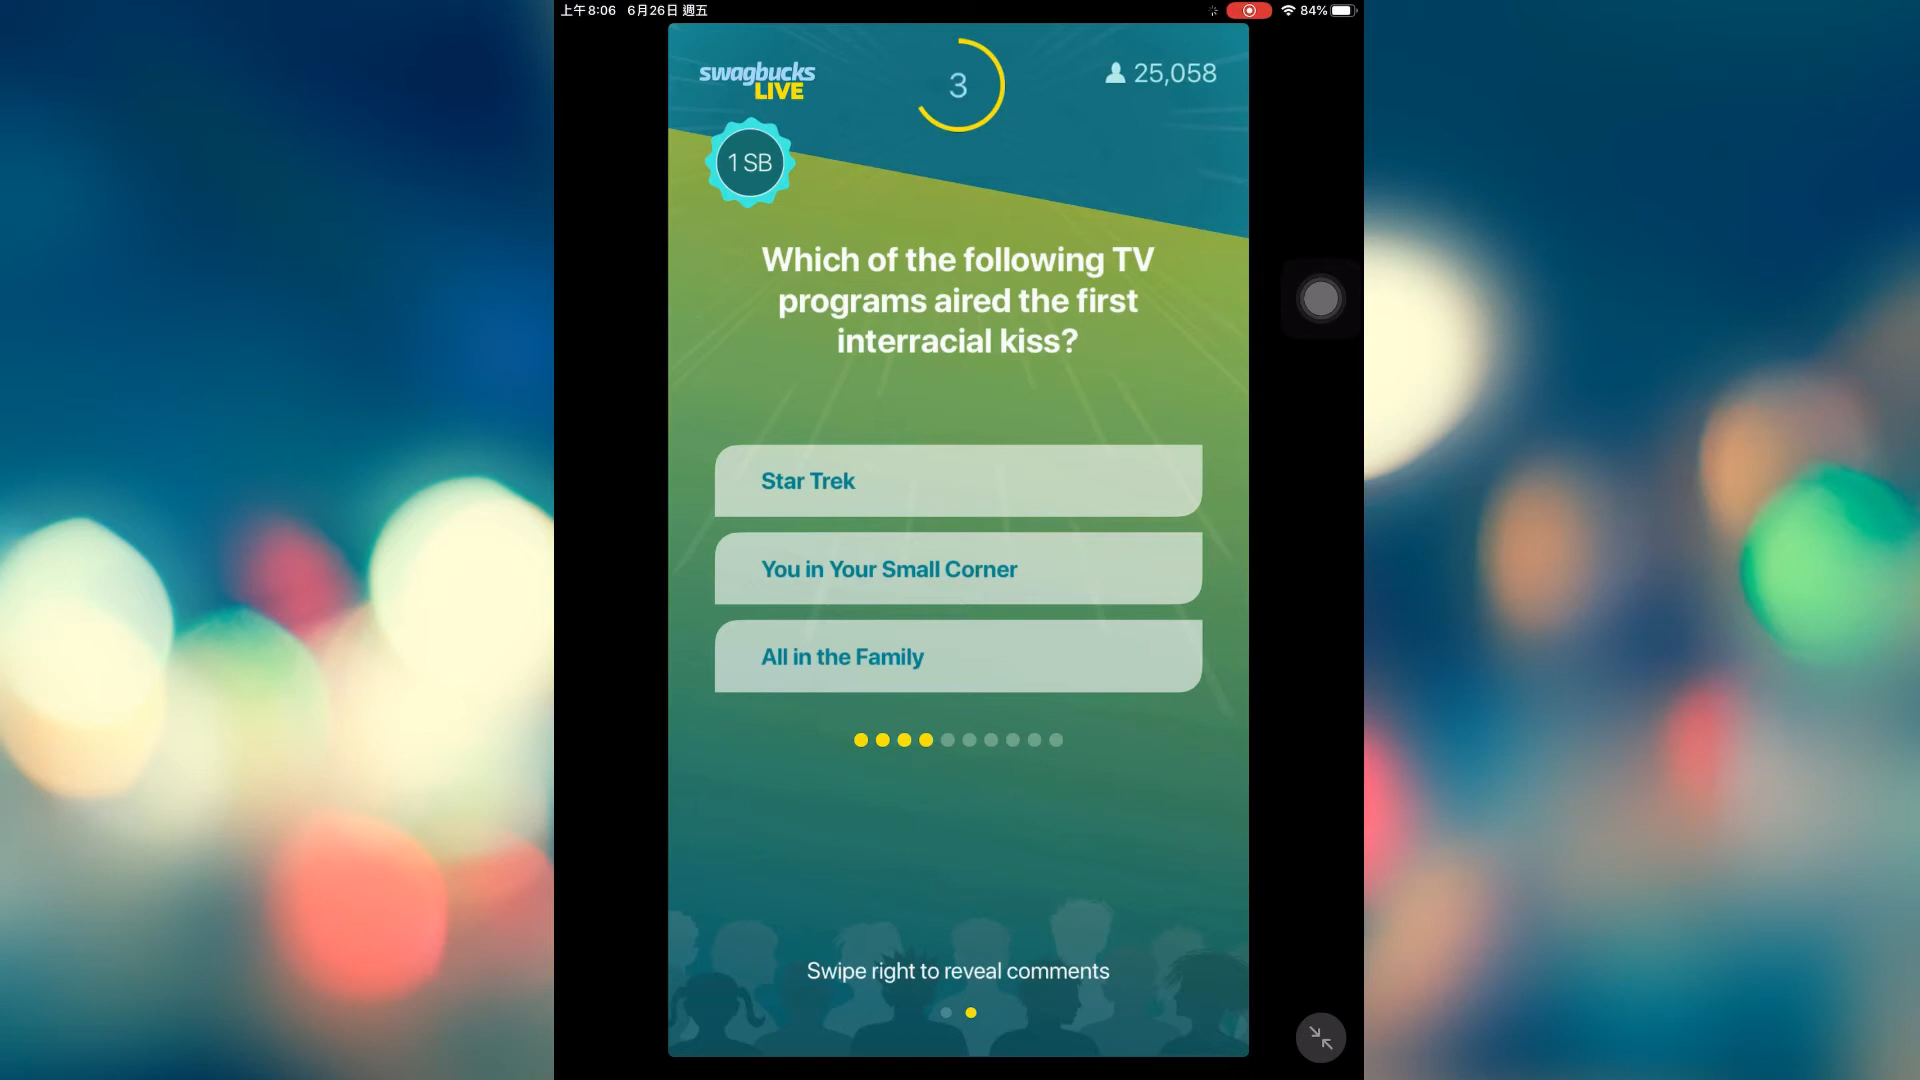 上午8:06 6月26日 週五
84%
swagbucks
LIVE
3
25,058
1 SB
Which of the following TV
programs aired the first
interracial kiss?
Star Trek
You in Your Small Corner
All in the Family
Swipe right to reveal comments